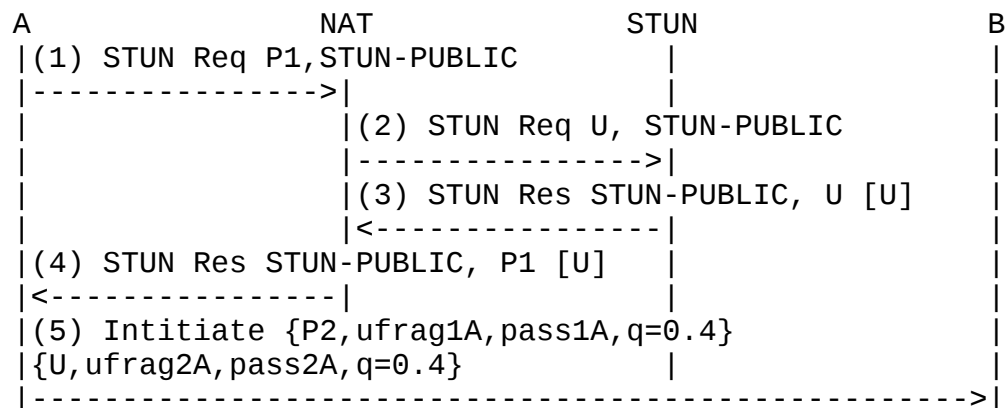 A NAT STUN B
|(1) STUN Req P1,STUN-PUBLIC | |
|---------------->| | |
| |(2) STUN Req U, STUN-PUBLIC |
| |---------------->| |
| |(3) STUN Res STUN-PUBLIC, U [U] |
| |<----------------| |
|(4) STUN Res STUN-PUBLIC, P1 [U] | |
|<----------------| | |
|(5) Intitiate {P2,ufrag1A,pass1A,q=0.4} |
|{U,ufrag2A,pass2A,q=0.4} | |
|---------------------------------------------------->|